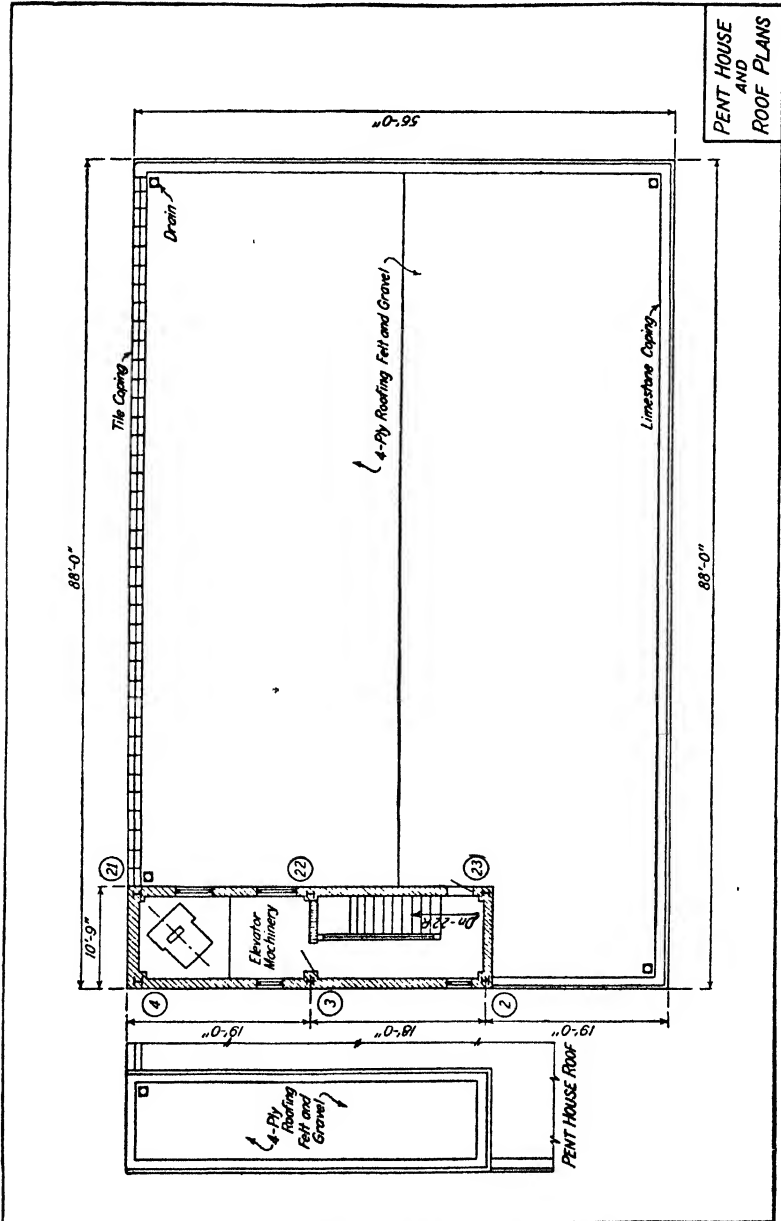 PENT HOUSE
AND
ROOF PLANS
88'-0"
56'-0"
Tile Coping
Drain
10'-9"
21
4-Ply Roofing Felt and Gravel
22
Elevator
Machinery
23
Dn-22R
Limestone Coping
4
3
2
19'-0"
18'-0"
19'-0"
88'-0"
4-Ply
Roofing
Felt and
Gravel
PENT HOUSE ROOF